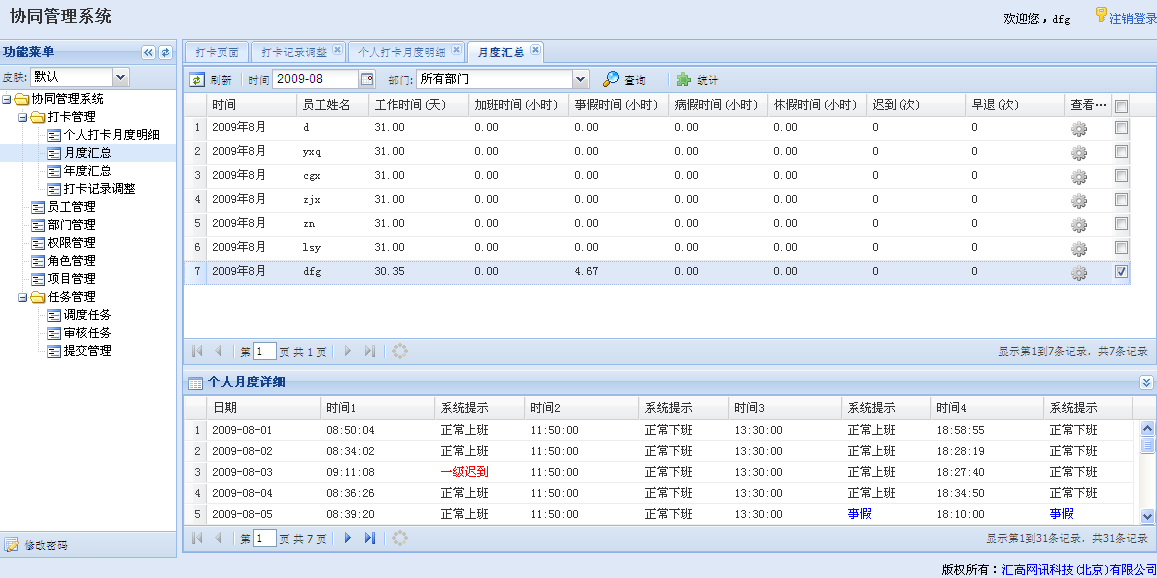 协同管理系统
欢迎您，dfg 注销登录
功能菜单
皮肤: 默认
协同管理系统
打卡管理
个人打卡月度明细
月度汇总
年度汇总
打卡记录调整
员工管理
部门管理
权限管理
角色管理
项目管理
任务管理
调度任务
审核任务
提交管理
修改密码
打卡页面 打卡记录调整 个人打卡月度明细 月度汇总
刷新 时间 2009-08 部门: 所有部门 查询 统计
时间 员工姓名 工作时间(天) 加班时间(小时) 事假时间(小时) 病假时间(小时) 休假时间(小时) 迟到(次) 早退(次) 查看...
1 2009年8月 d 31.00 0.00 0.00 0.00 0.00 0 0
2 2009年8月 yxq 31.00 0.00 0.00 0.00 0.00 0 0
3 2009年8月 cgx 31.00 0.00 0.00 0.00 0.00 0 0
4 2009年8月 zjx 31.00 0.00 0.00 0.00 0.00 0 0
5 2009年8月 zn 31.00 0.00 0.00 0.00 0.00 0 0
6 2009年8月 lsy 31.00 0.00 0.00 0.00 0.00 0 0
7 2009年8月 dfg 30.35 0.00 4.67 0.00 0.00 0 0
第 1 页 共 1 页 显示第1到7条记录，共7条记录
个人月度详细
日期 时间1 系统提示 时间2 系统提示 时间3 系统提示 时间4 系统提示
1 2009-08-01 08:50:04 正常上班 11:50:00 正常下班 13:30:00 正常上班 18:58:55 正常下班
2 2009-08-02 08:34:02 正常上班 11:50:00 正常下班 13:30:00 正常上班 18:28:19 正常下班
3 2009-08-03 09:11:08 一级迟到 11:50:00 正常下班 13:30:00 正常上班 18:27:40 正常下班
4 2009-08-04 08:36:26 正常上班 11:50:00 正常下班 13:30:00 正常上班 18:34:50 正常下班
5 2009-08-05 08:39:20 正常上班 11:50:00 正常下班 13:30:00 事假 18:10:00 事假
第 1 页 共 7 页 显示第1到31条记录，共31条记录
版权所有：汇高网讯科技(北京)有限公司